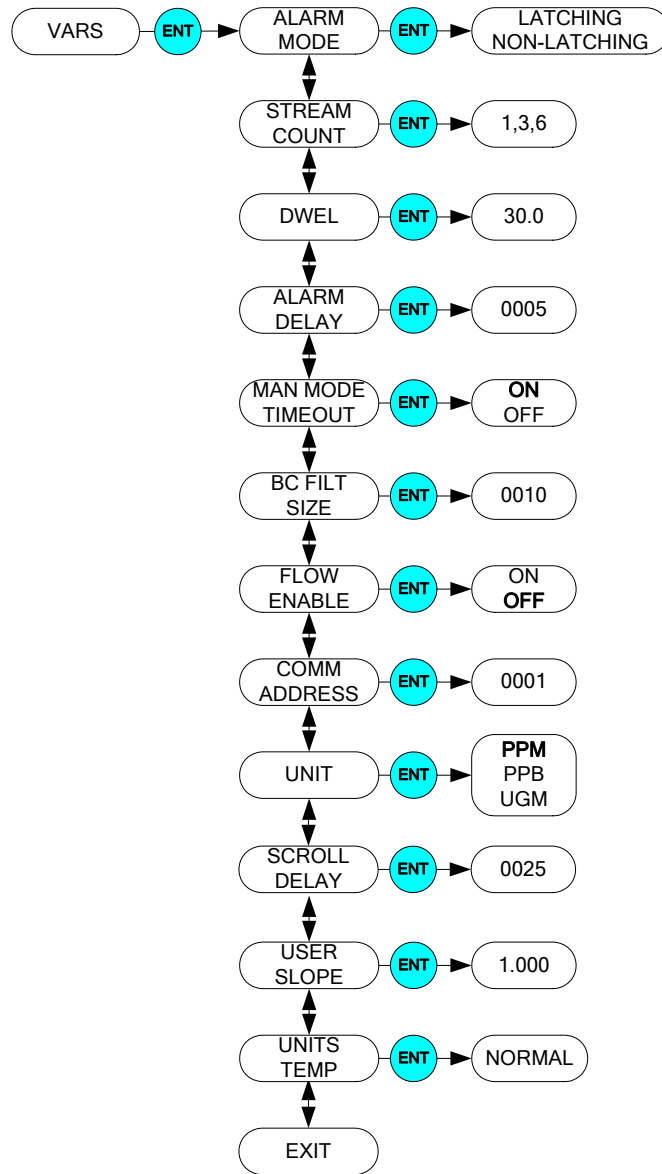 VARS
ENT
ALARM
MODE
ENT
LATCHING
NON-LATCHING
STREAM
COUNT
ENT
1,3,6
DWEL
ENT
30.0
ALARM
DELAY
ENT
0005
MAN MODE
TIMEOUT
ENT
ON
OFF
BC FILT
SIZE
ENT
0010
FLOW
ENABLE
ENT
ON
OFF
COMM
ADDRESS
ENT
0001
UNIT
ENT
PPM
PPB
UGM
SCROLL
DELAY
ENT
0025
USER
SLOPE
ENT
1.000
UNITS
TEMP
ENT
NORMAL
EXIT